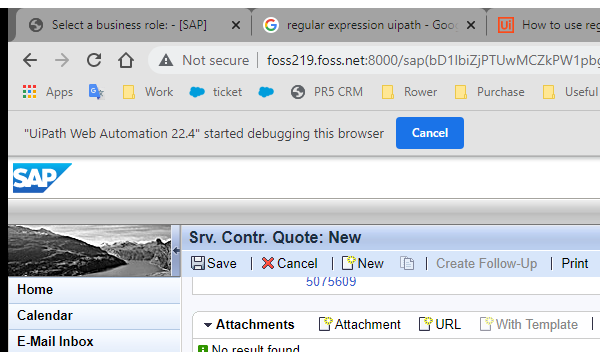 Select a business role: - [SAP]
regular expression uipath - Goo
How to use reg
Not secure | foss219.foss.net:8000/sap(bD1lbiZjPTUwMCZkPW1pbg
Apps Work ticket PR5 CRM Rower Purchase Useful
"UiPath Web Automation 22.4" started debugging this browser Cancel
SAP
Srv. Contr. Quote: New
Save | Cancel | New | Create Follow-Up | Print
5075609
Home
Calendar
E-Mail Inbox
Attachments Attachment URL With Template
No result found